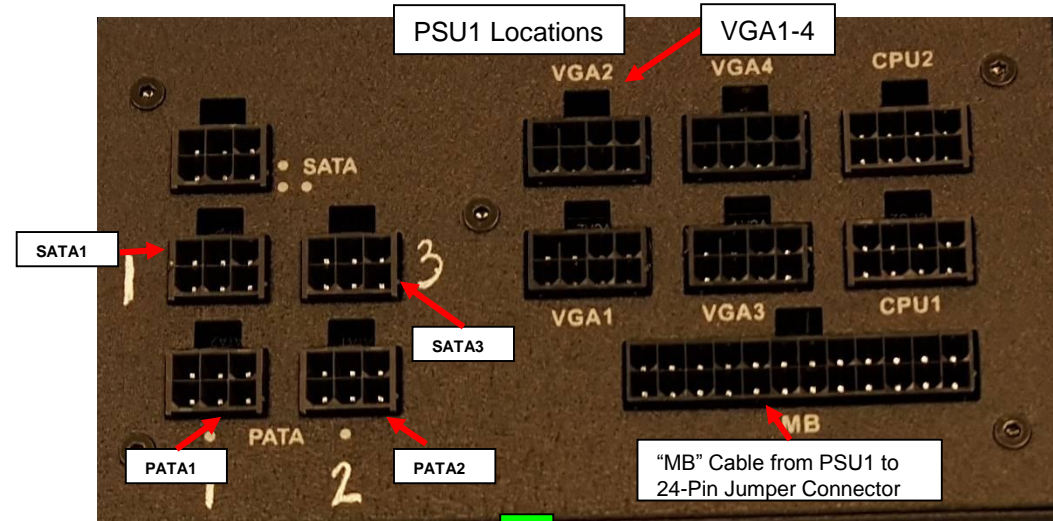 PSU1 Locations
VGA1-4
VGA2
VGA4
CPU2
SATA
SATA1
1
3
SATA3
VGA1
VGA3
CPU1
MB
PATA
PATA1
1
2
PATA2
“MB” Cable from PSU1 to
24-Pin Jumper Connector